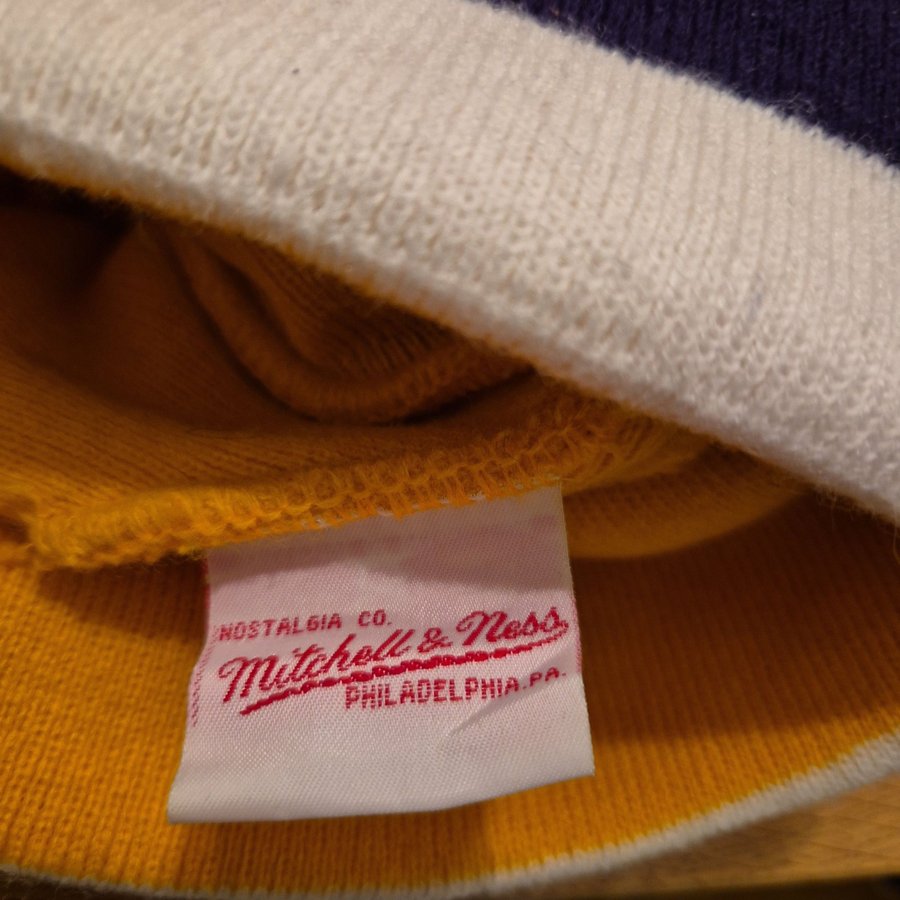 NOSTALGIA CO.
Mitchell & Ness
PHILADELPHIA.PA.